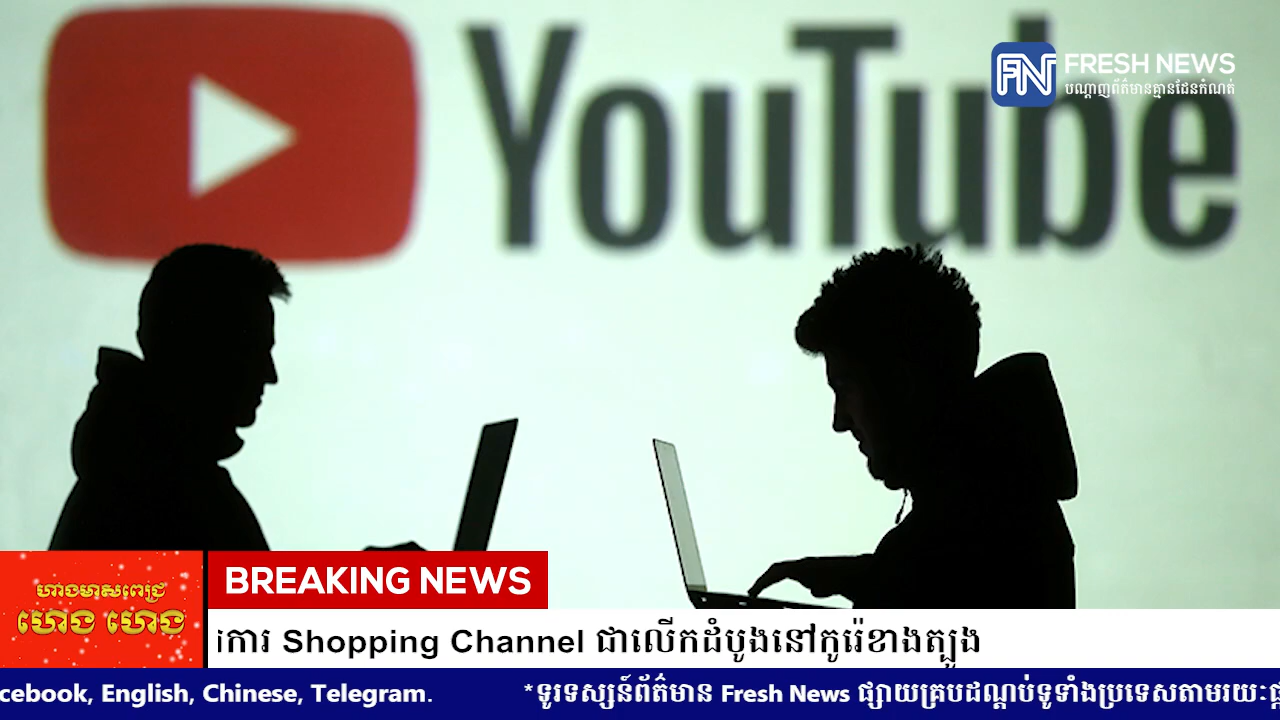 YouTube
FN FRESH NEWS
បណ្ដាញព័ត៌មានគ្មានដែនកំណត់
BREAKING NEWS
ហាងមាសពេជ្រ
ហេង ហេង
ការ Shopping Channel ជាលើកដំបូងនៅកូរ៉េខាងត្បូង
cebook, English, Chinese, Telegram. *ទូរទស្សន៍ព័ត៌មាន Fresh News ផ្សាយគ្របដណ្ដប់ទូទាំងប្រទេសតាមរយៈផ្ត